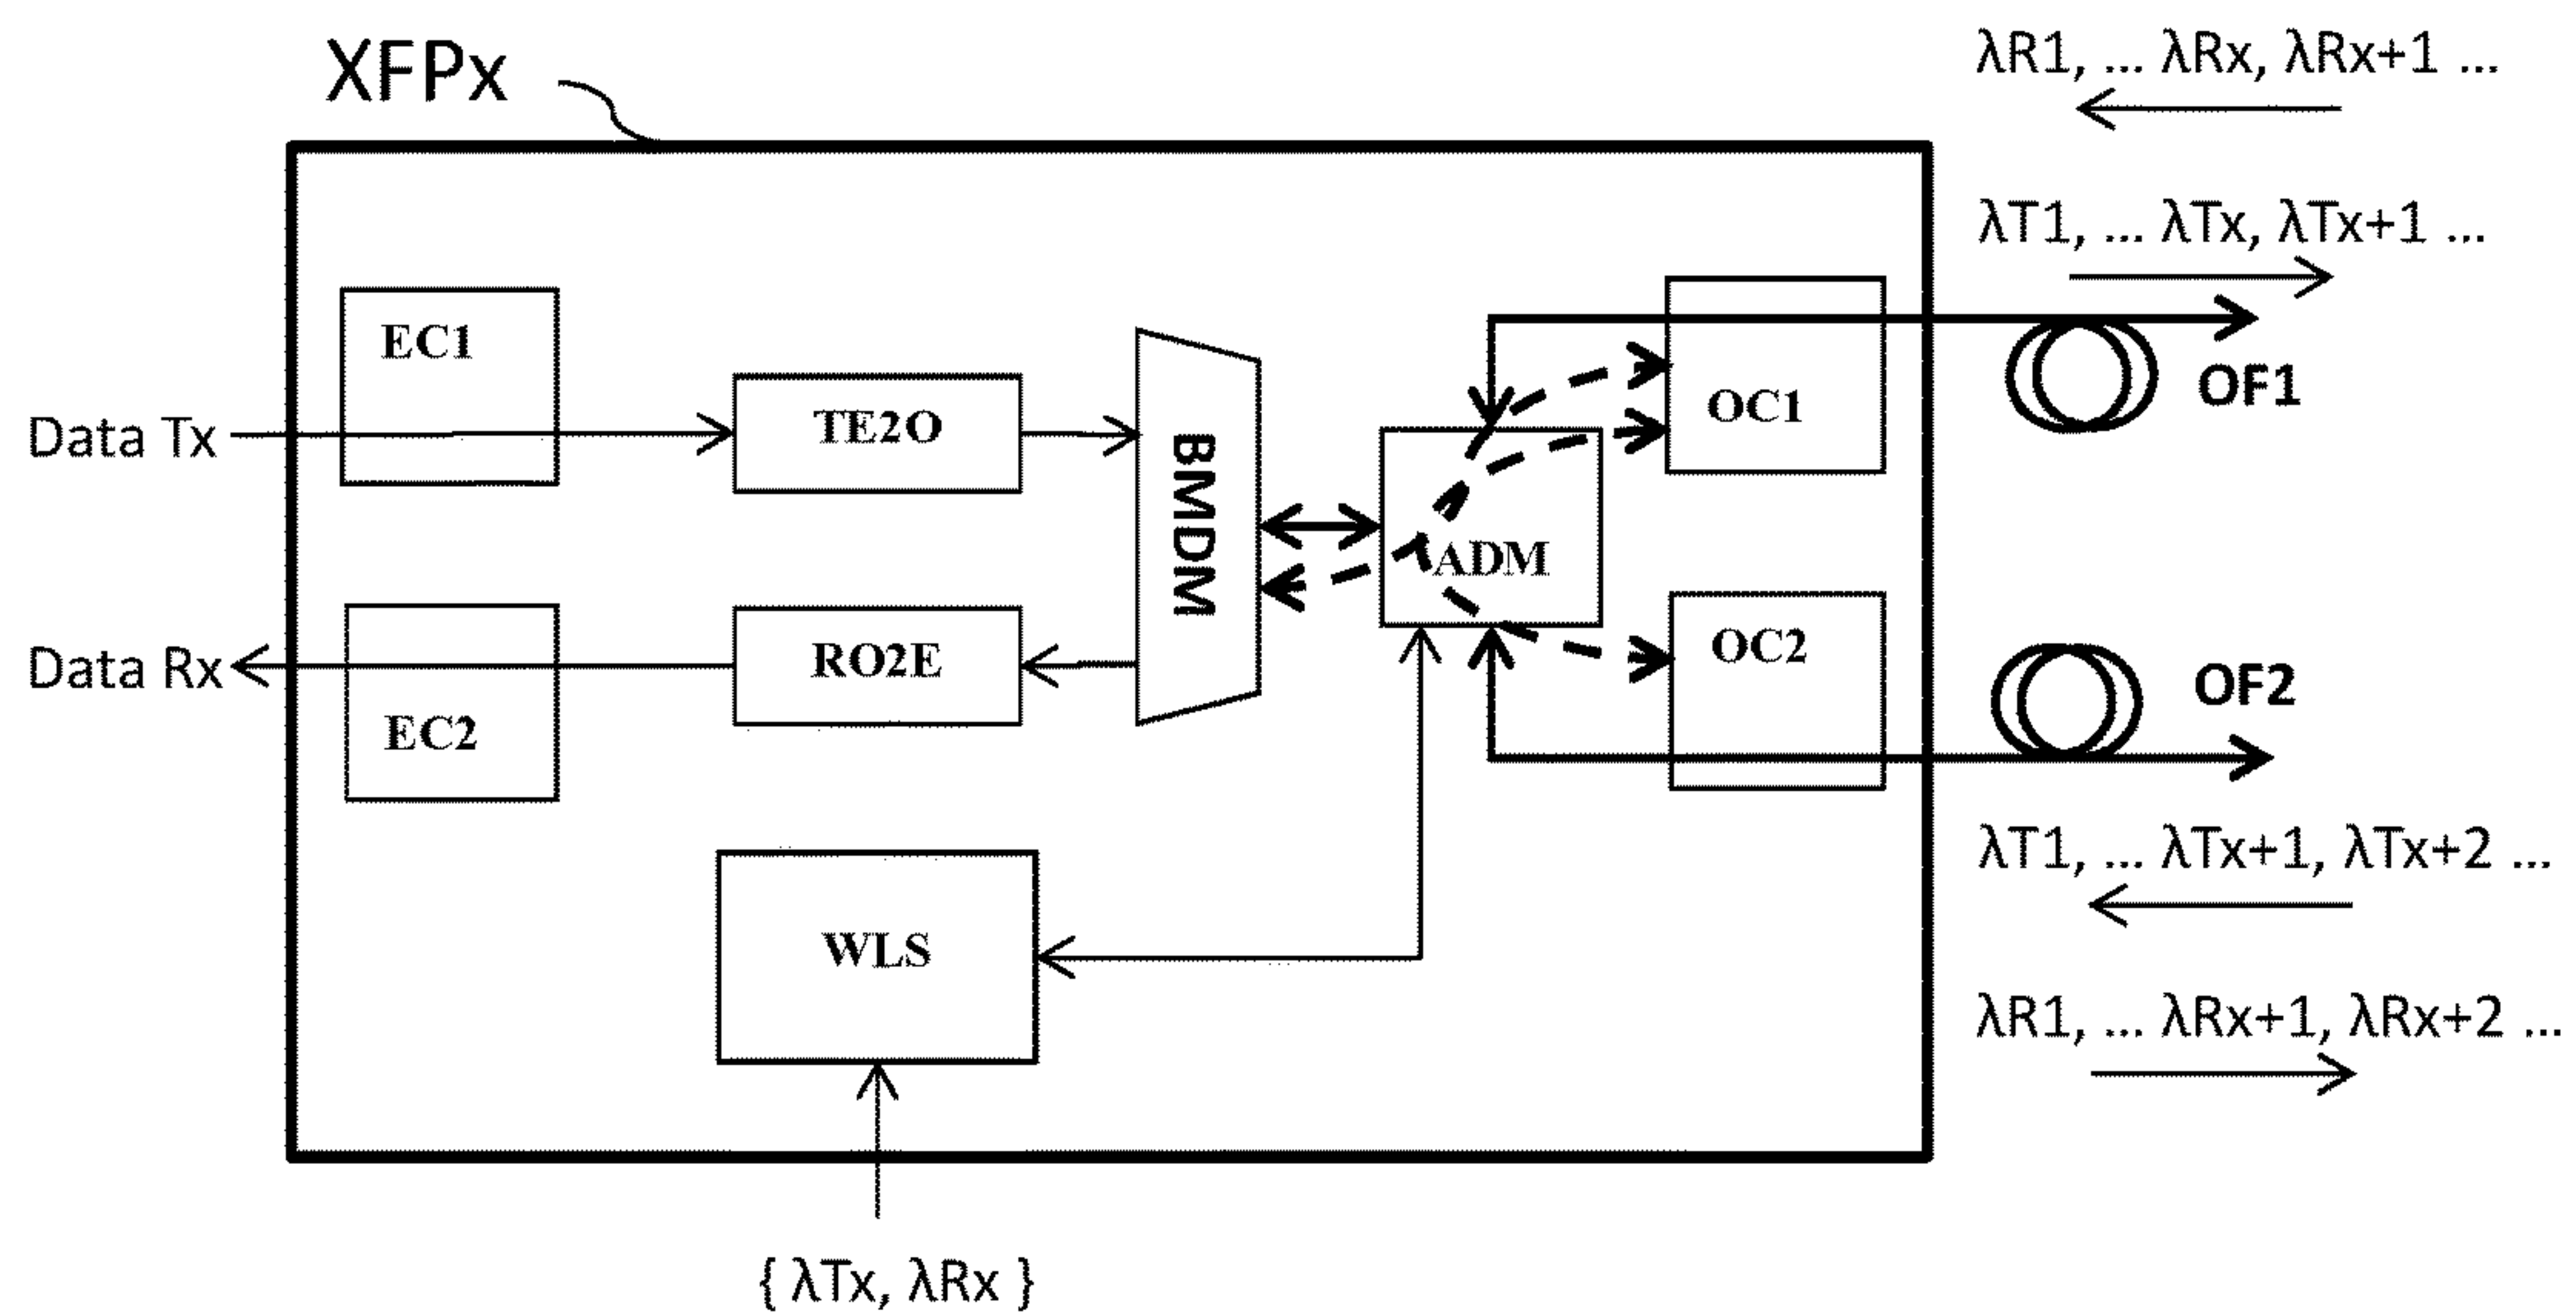 XFPx
λR1, ... λRx, λRx+1 ...
λT1, ... λTx, λTx+1 ...
EC1
Data Tx
TE2O
BMDM
OC1
OF1
ADM
Data Rx
RO2E
EC2
OC2
OF2
WLS
λT1, ... λTx+1, λTx+2 ...
λR1, ... λRx+1, λRx+2 ...
{ λTx, λRx }